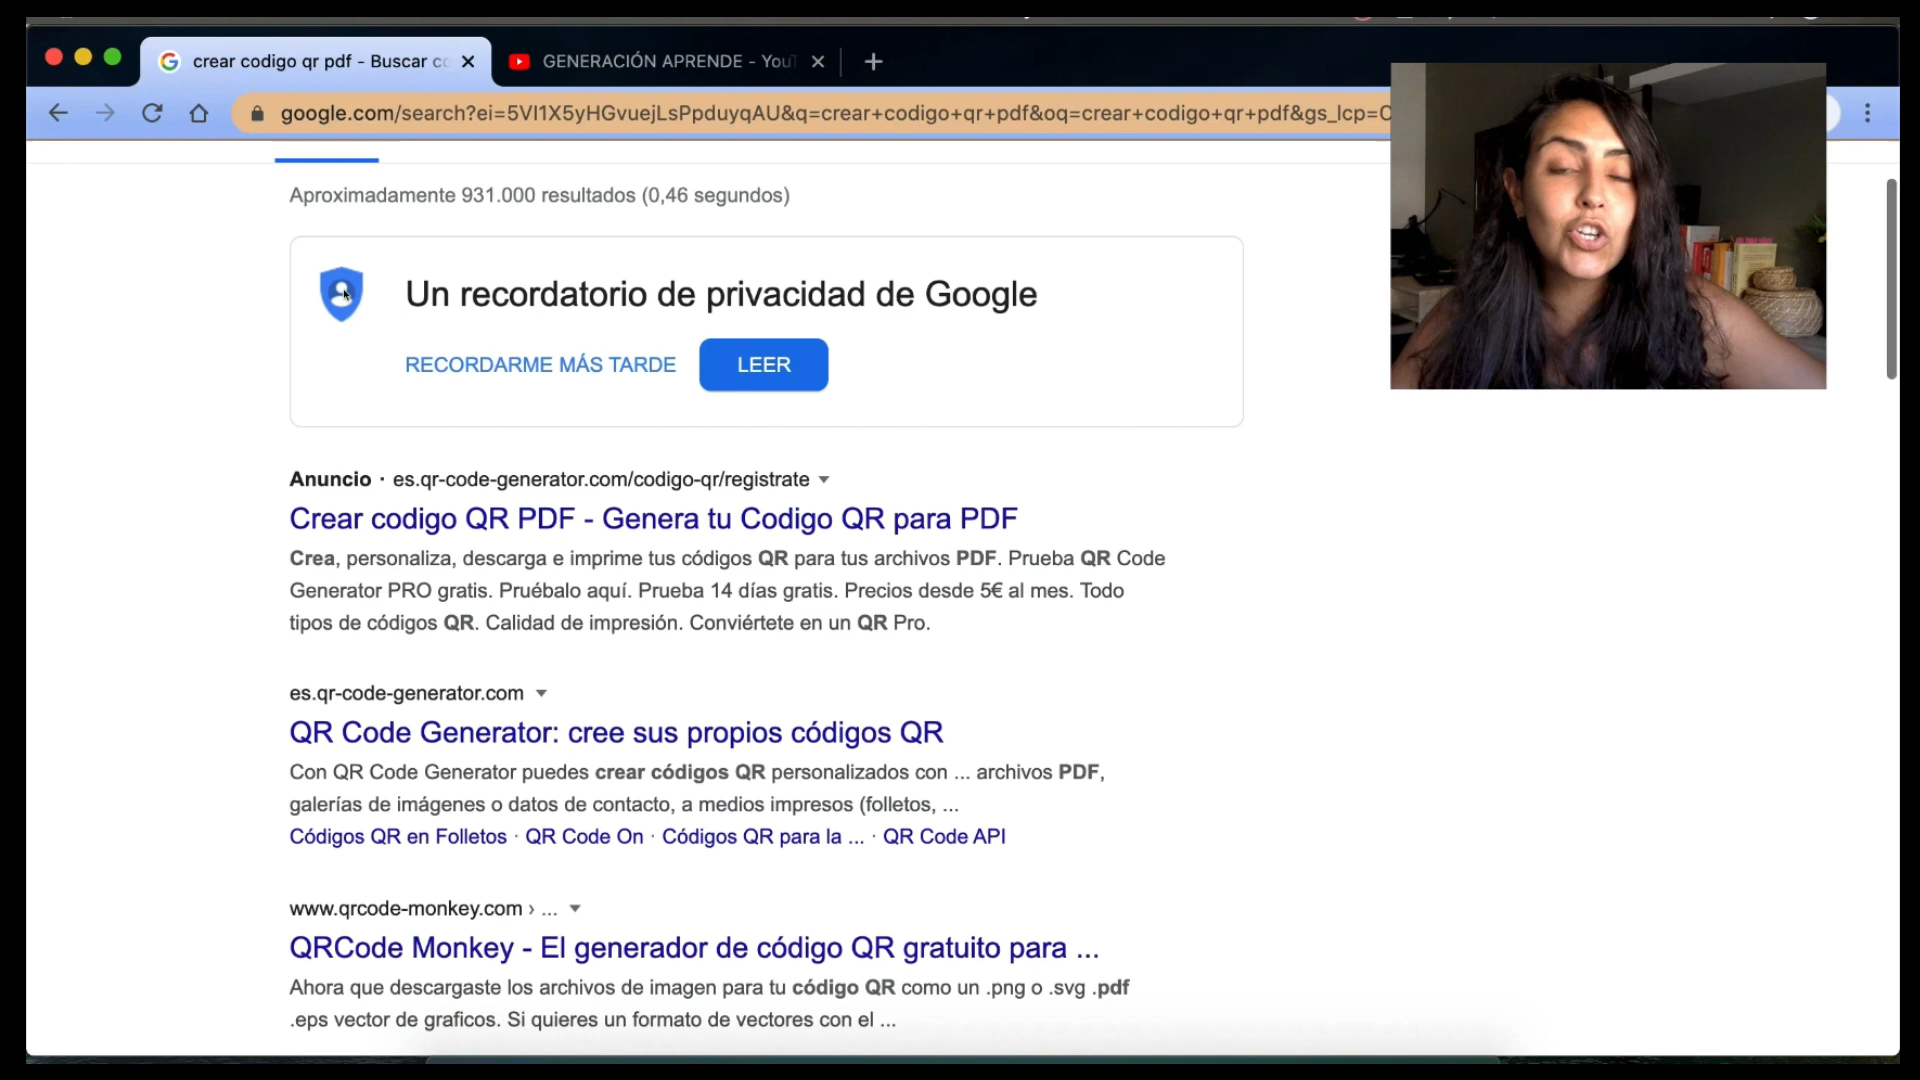 crear codigo qr pdf - Buscar co
GENERACIÓN APRENDE - YouT
google.com/search?ei=5VI1X5yHGvuejLsPpduyqAU&q=crear+codigo+qr+pdf&oq=crear+codigo+qr+pdf&gs_lcp=C
Aproximadamente 931.000 resultados (0,46 segundos)
Un recordatorio de privacidad de Google
RECORDARME MÁS TARDE
LEER
Anuncio · es.qr-code-generator.com/codigo-qr/registrate
Crear codigo QR PDF - Genera tu Codigo QR para PDF
Crea, personaliza, descarga e imprime tus códigos QR para tus archivos PDF. Prueba QR Code
Generator PRO gratis. Pruébalo aquí. Prueba 14 días gratis. Precios desde 5€ al mes. Todo
tipos de códigos QR. Calidad de impresión. Conviértete en un QR Pro.
es.qr-code-generator.com
QR Code Generator: cree sus propios códigos QR
Con QR Code Generator puedes crear códigos QR personalizados con ... archivos PDF,
galerías de imágenes o datos de contacto, a medios impresos (folletos, ...
Códigos QR en Folletos · QR Code On · Códigos QR para la ... · QR Code API
www.qrcode-monkey.com › ...
QRCode Monkey - El generador de código QR gratuito para ...
Ahora que descargaste los archivos de imagen para tu código QR como un .png o .svg .pdf
.eps vector de graficos. Si quieres un formato de vectores con el ...